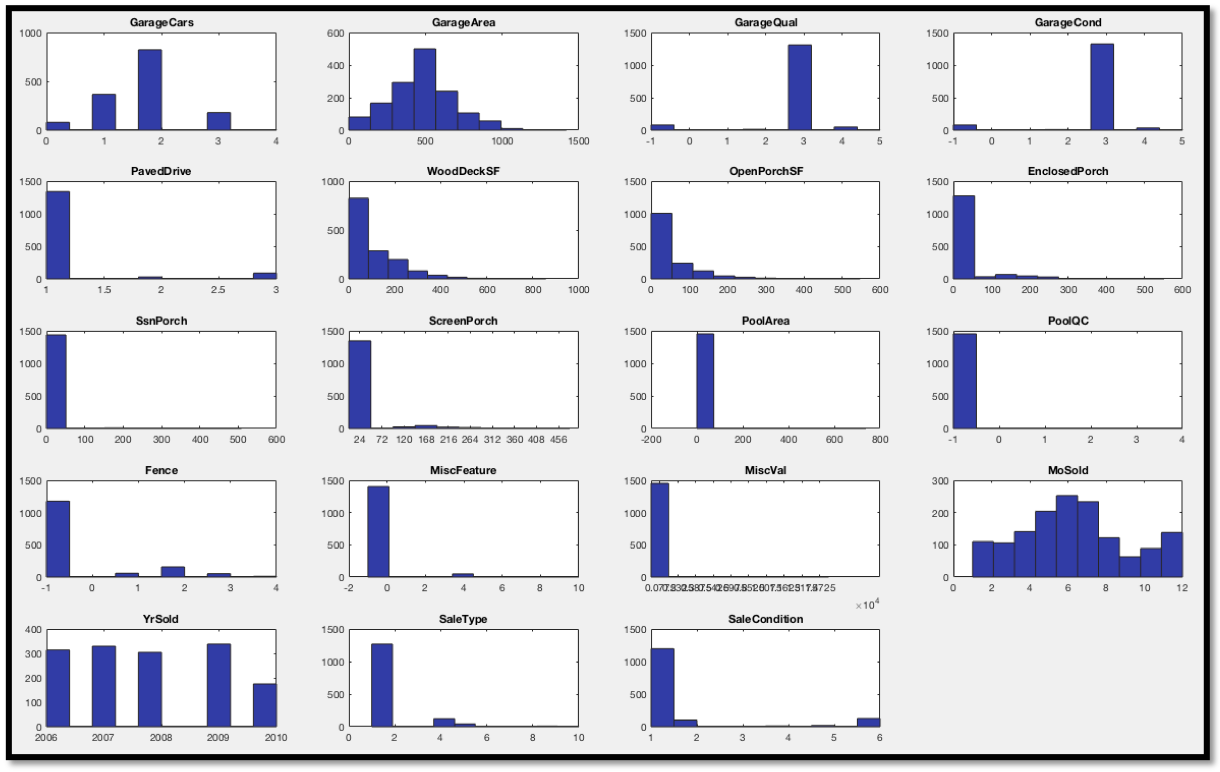 GarageCars GarageArea GarageQual GarageCond
1000 600 1500 1500
400 1000 1000
500 200 500 500
0 0 0 0
0 1 2 3 4 500 1000 1500 -1 0 1 2 3 4 5 -1 0 1 2 3 4 5
PavedDrive WoodDeckSF OpenPorchSF EnclosedPorch
1500 1000 1500 1500
1000 500 1000 1000
500 500 500
0 0 0 0
1 1.5 2 2.5 3 0 200 400 600 800 1000 0 100 200 300 400 500 600 0 100 200 300 400 500 600
SsnPorch ScreenPorch PoolArea PoolQC
1500 1500 1500 1500
1000 1000 1000 1000
500 500 500 500
0 0 0 0
0 100 200 300 400 500 600 24 72 120 168 216 264 312 360 408 456 -200 0 200 400 600 800 -1 0 1 2 3 4
Fence MiscFeature MiscVal MoSold
1500 1500 1500 300
1000 1000 1000 200
500 500 500 100
0 0 0 0
-1 0 1 2 3 4 -2 0 2 4 6 8 10 0 2 4 6 8 10 12
×10⁴
YrSold SaleType SaleCondition
400 1500 1500
300 1000 1000
200
100 500 500
0 0 0
2006 2007 2008 2009 2010 0 2 4 6 8 10 1 2 3 4 5 6